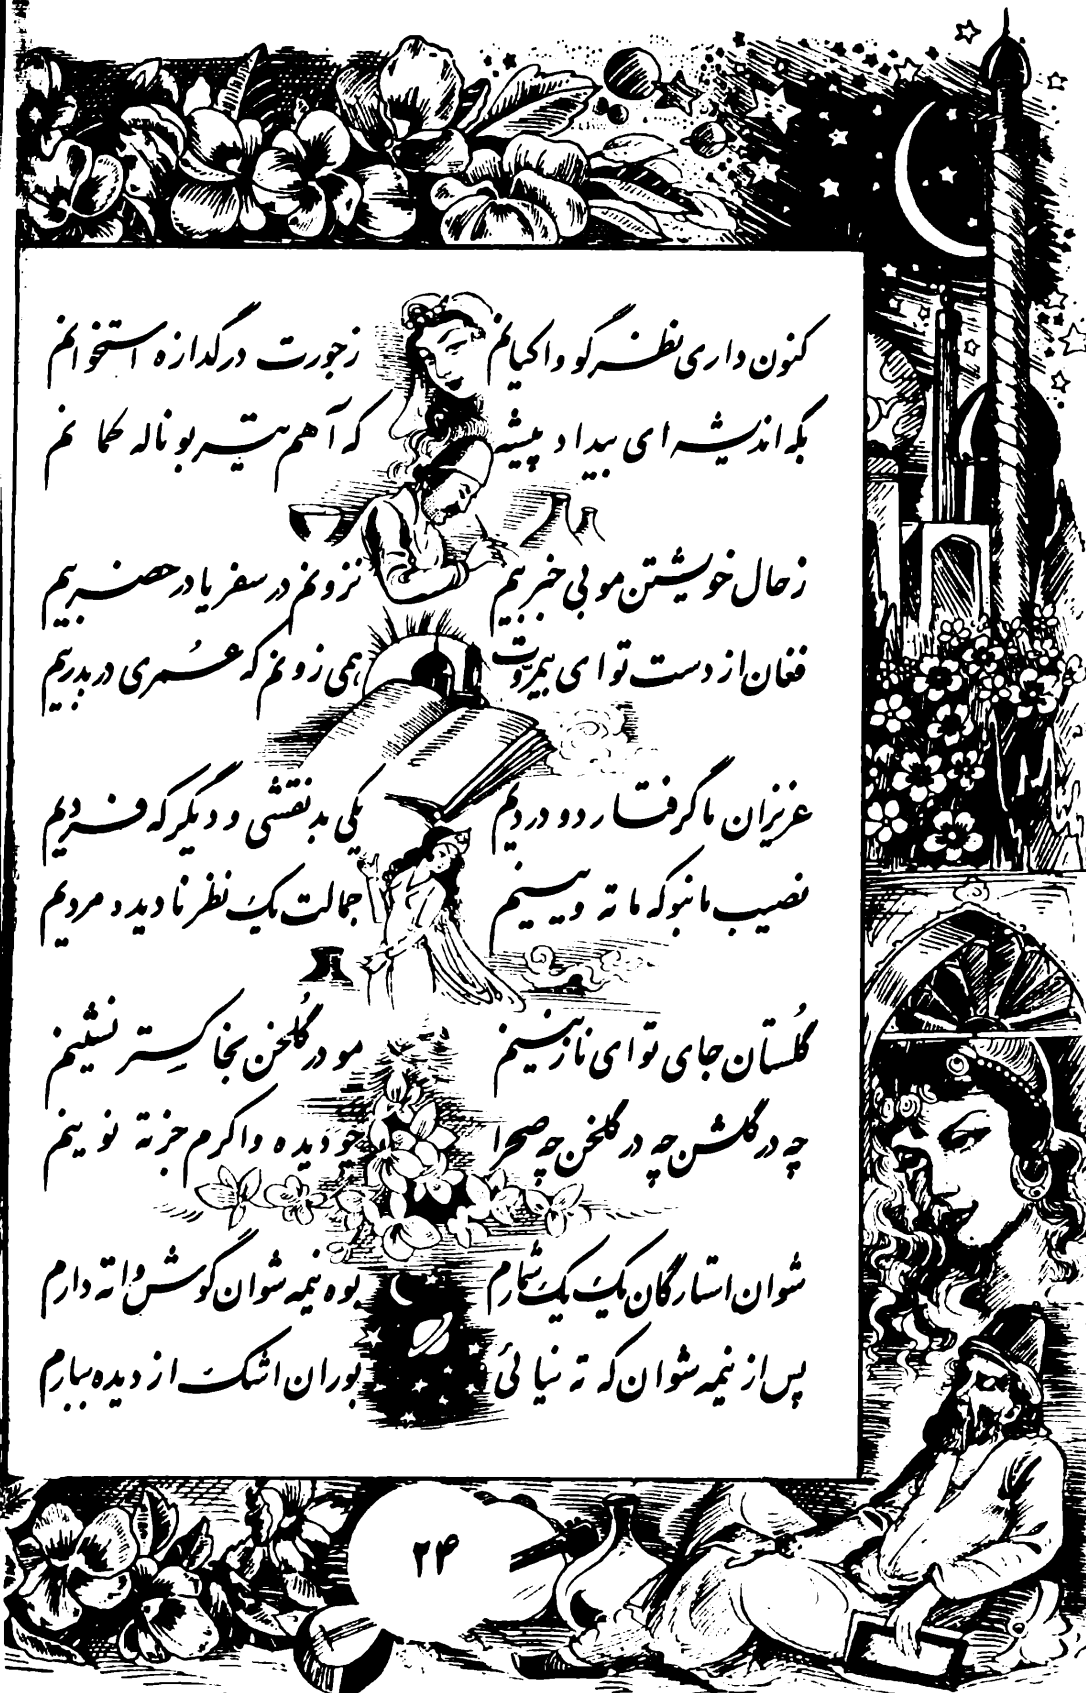 کنون داری نظر گو واکیانم ز جورت درگدازه استخوانم
بکه اندیشه‌ای بیداد پیشه که آهم تیر بو ناله کمانم
ز حال خویشتن مو بی خبریم نزونم در سفر یا در حضریم
فغان از دست تو ای بیمروت همی زونم که عُمری دربدریم
عزیزان ما گرفتار دو دردیم یکی بدنقشی و دیگر که فردیم
نصیب ما نبو که ما ته وینیم جمالت یک نظر نادیده مردیم
گُلستان جای تو ای نازنینم مو در گُلخن بخاکستر نشینم
چه در گلشن چه در گلخن چه صحرا چو دیده واکرم جز ته نوینم
شوان استارگان یک یک شمارم بوه نیمه شوان گوش واته دارم
پس از نیمه شوان که ته نیائی بوران اشک از دیده ببارم
۲۴